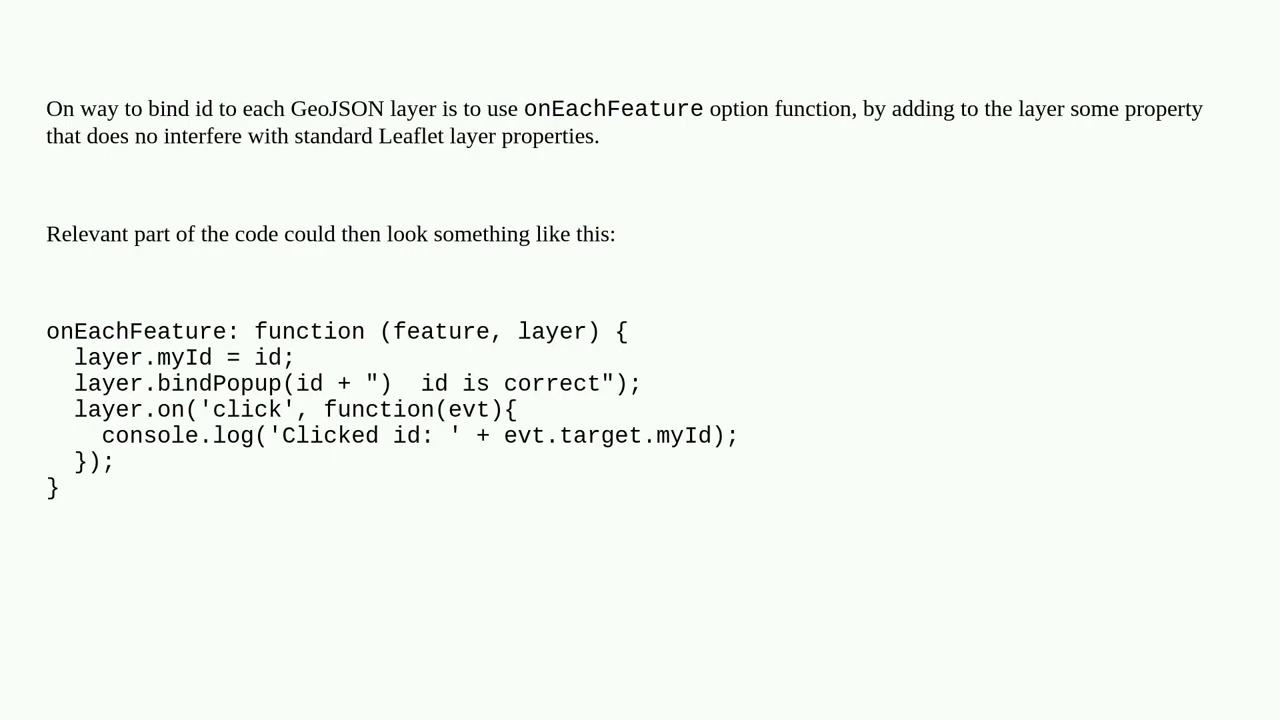 On way to bind id to each GeoJSON layer is to use onEachFeature option function, by adding to the layer some property
that does no interfere with standard Leaflet layer properties.
Relevant part of the code could then look something like this:
onEachFeature: function (feature, layer) {
  layer.myId = id;
  layer.bindPopup(id + ")  id is correct");
  layer.on('click', function(evt){
    console.log('Clicked id: ' + evt.target.myId);
  });
}